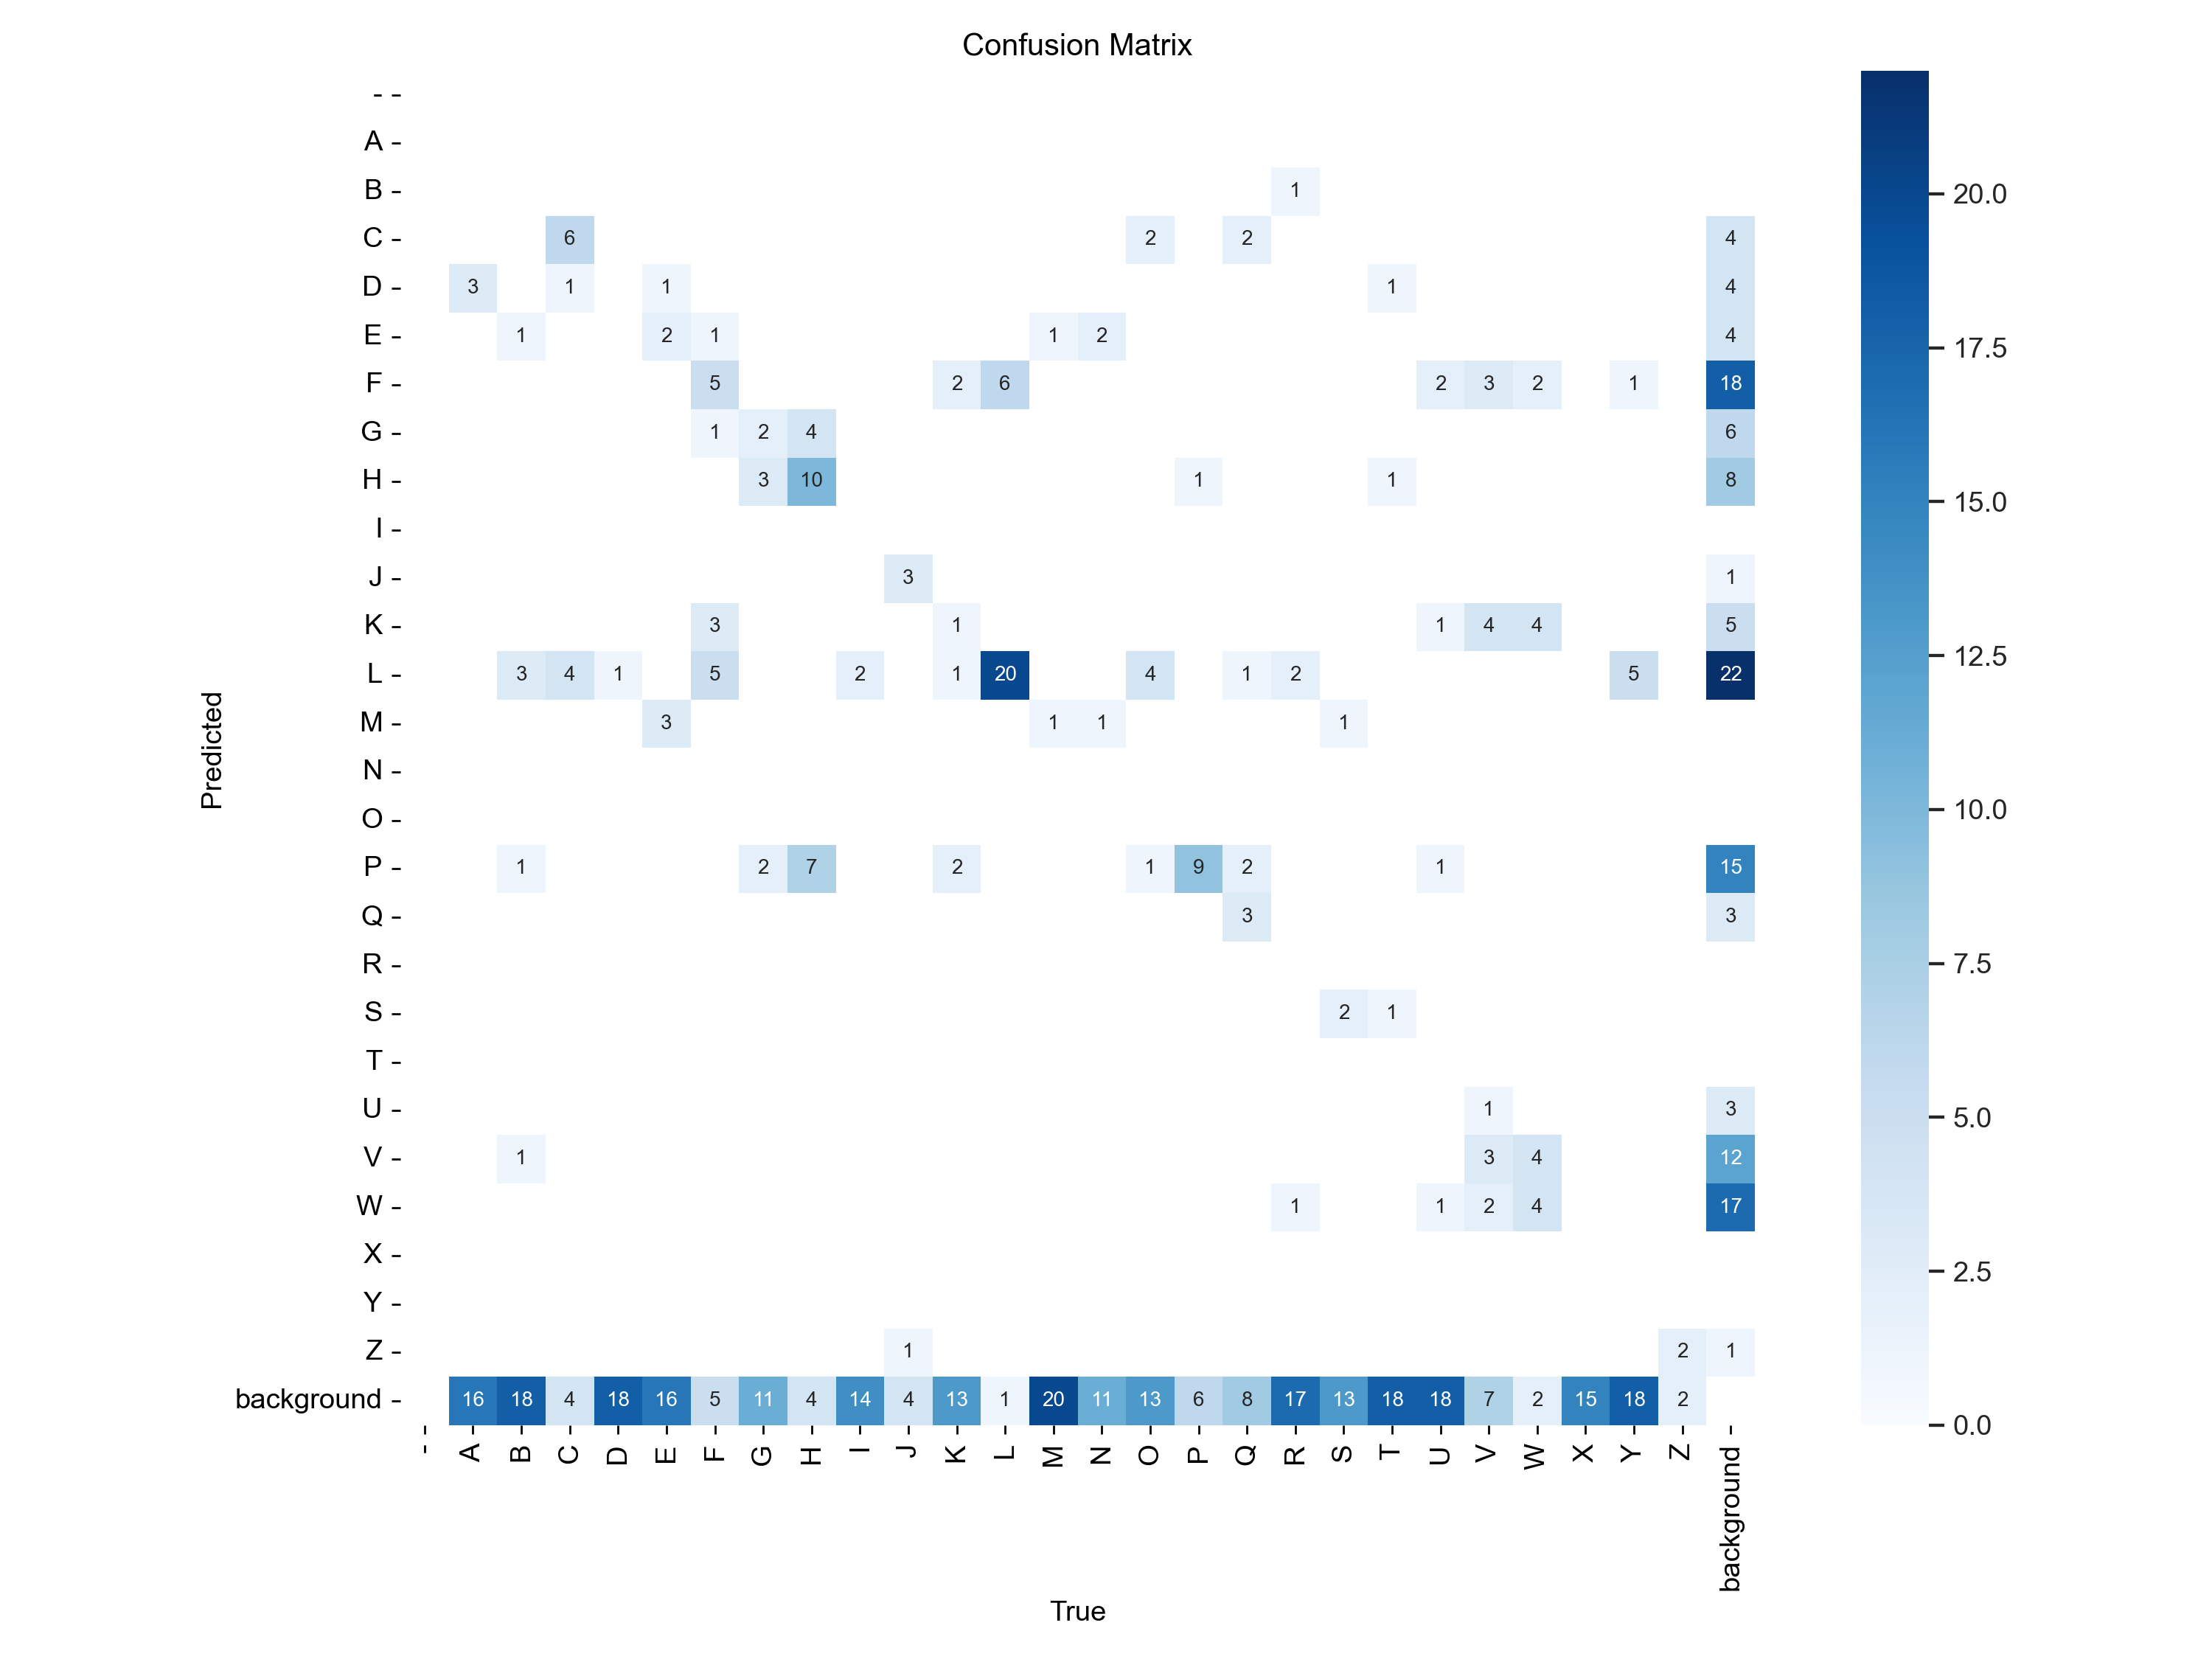 Confusion Matrix
-
A
B 1
C 6 2 2 4
D 3 1 1 1 4
E 1 2 1 1 2 4
F 5 2 6 2 3 2 1 18
G 1 2 4 6
H 3 10 1 1 8
I
J 3 1
K 3 1 1 4 4 5
L 3 4 1 5 2 1 20 4 1 2 5 22
M 3 1 1 1
N
O
P 1 2 7 2 1 9 2 1 15
Q 3 3
R
S 2 1
T
U 1 3
V 1 3 4 12
W 1 1 2 4 17
X
Y
Z 1 2 1
background 16 18 4 18 16 5 11 4 14 4 13 1 20 11 13 6 8 17 13 18 18 7 2 15 18 2
- A B C D E F G H I J K L M N O P Q R S T U V W X Y Z background
True
Predicted
20.0
17.5
15.0
12.5
10.0
7.5
5.0
2.5
0.0